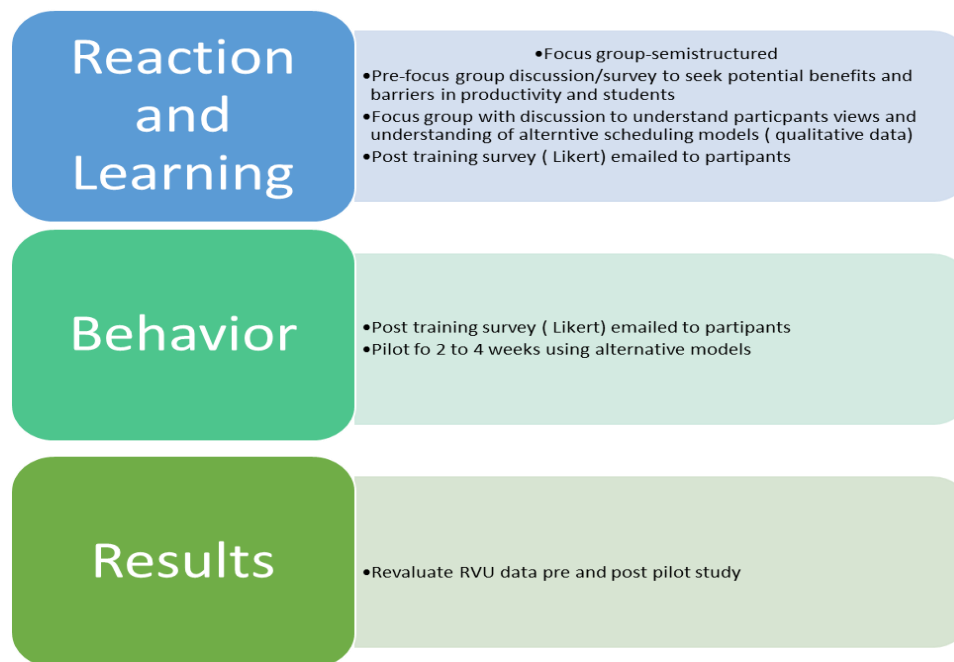 Reaction
and
Learning
•Focus group-semistructured
•Pre-focus group discussion/survey to seek potential benefits and
barriers in productivity and students
•Focus group with discussion to understand particpants views and
understanding of alterntive scheduling models ( qualitative data)
•Post training survey ( Likert) emailed to partipants
Behavior
•Post training survey ( Likert) emailed to partipants
•Pilot fo 2 to 4 weeks using alternative models
Results
•Revaluate RVU data pre and post pilot study